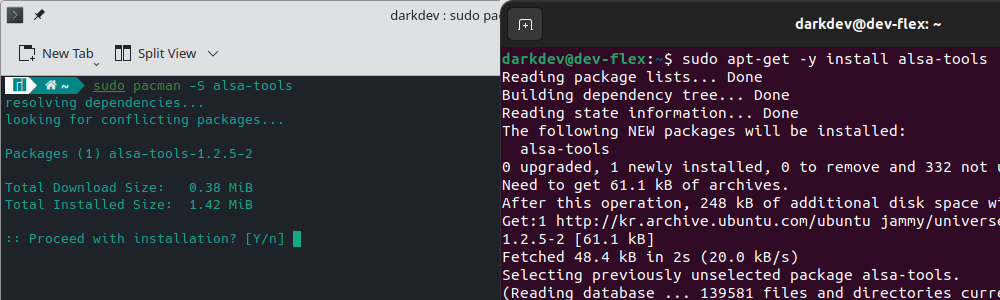 darkdev : sudo pac
New Tab
Split View
~ sudo pacman -S alsa-tools
resolving dependencies...
looking for conflicting packages...
Packages (1) alsa-tools-1.2.5-2
Total Download Size:   0.38 MiB
Total Installed Size:  1.42 MiB
:: Proceed with installation? [Y/n]
darkdev@dev-flex: ~
darkdev@dev-flex:~$ sudo apt-get -y install alsa-tools
Reading package lists... Done
Building dependency tree... Done
Reading state information... Done
The following NEW packages will be installed:
  alsa-tools
0 upgraded, 1 newly installed, 0 to remove and 332 not u
Need to get 61.1 kB of archives.
After this operation, 248 kB of additional disk space wi
Get:1 http://kr.archive.ubuntu.com/ubuntu jammy/universe
1.2.5-2 [61.1 kB]
Fetched 48.4 kB in 2s (20.0 kB/s)
Selecting previously unselected package alsa-tools.
(Reading database ... 139581 files and directories curre